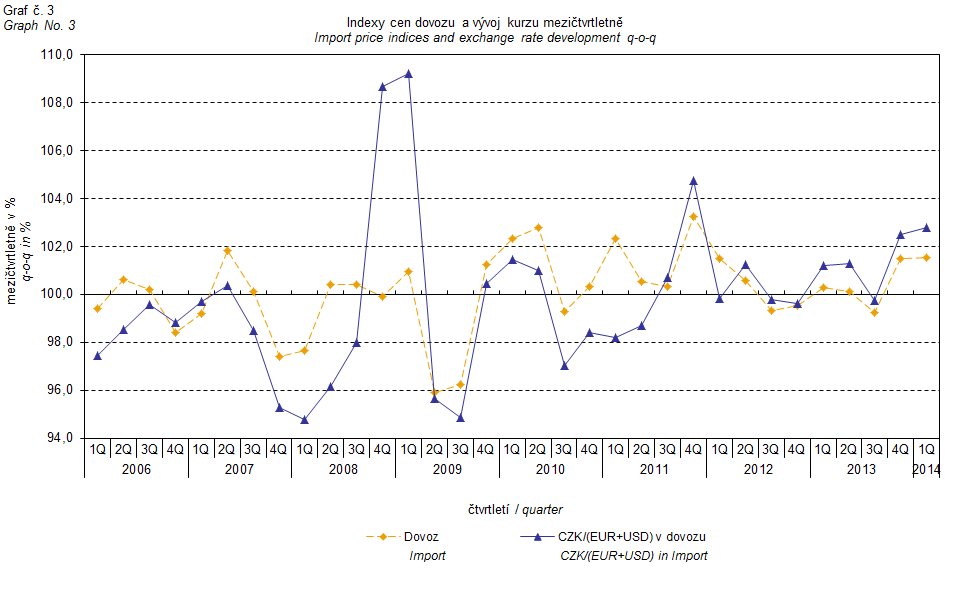 Graf č. 3
Graph No. 3
Indexy cen dovozu a vývoj kurzu mezičtvrtletně
Import price indices and exchange rate development q-o-q
110,0
108,0
106,0
104,0
102,0
100,0
98,0
96,0
94,0
mezičtvrtletně v %
q-o-q in %
1Q 2Q 3Q 4Q 1Q 2Q 3Q 4Q 1Q 2Q 3Q 4Q 1Q 2Q 3Q 4Q 1Q 2Q 3Q 4Q 1Q 2Q 3Q 4Q 1Q 2Q 3Q 4Q 1Q 2Q 3Q 4Q 1Q
2006 2007 2008 2009 2010 2011 2012 2013 2014
čtvrtletí / quarter
Dovoz CZK/(EUR+USD) v dovozu
Import CZK/(EUR+USD) in Import